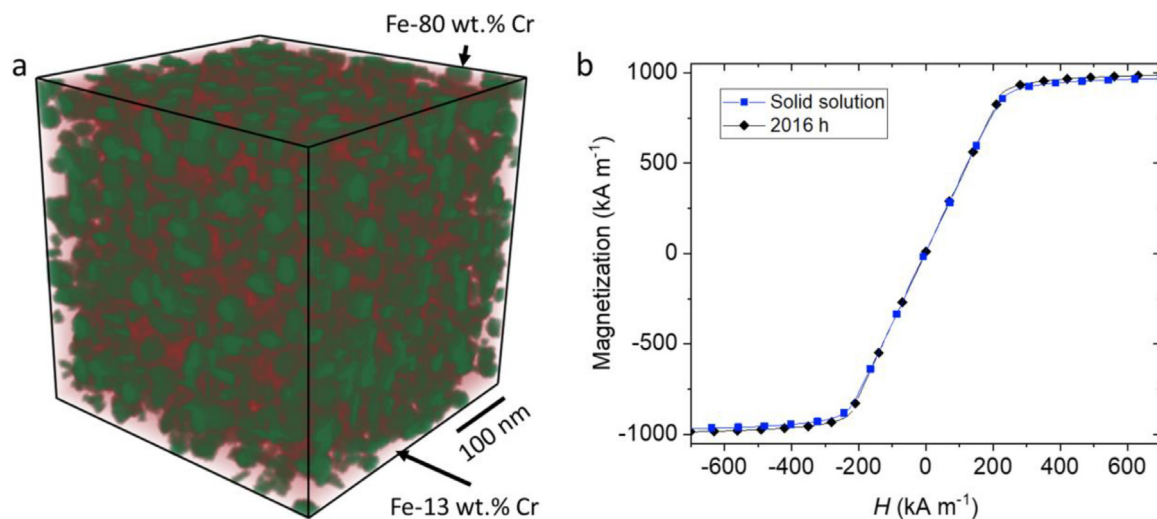 a
Fe-80 wt.% Cr
100 nm
Fe-13 wt.% Cr
b
Magnetization (kA m⁻¹)
1000
500
0
-500
-1000
Solid solution
2016 h
-600 -400 -200 0 200 400 600
H (kA m⁻¹)